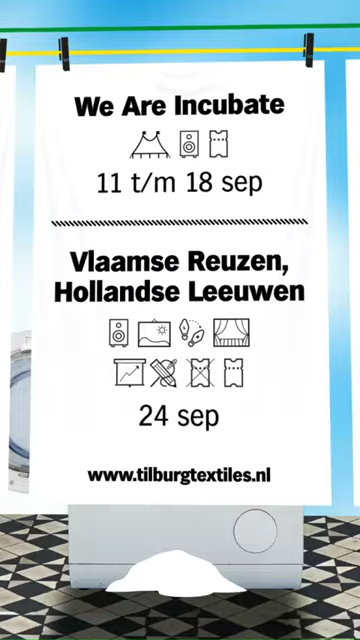 We Are Incubate
11 t/m 18 sep
Vlaamse Reuzen,
Hollandse Leeuwen
24 sep
www.tilburgtextiles.nl